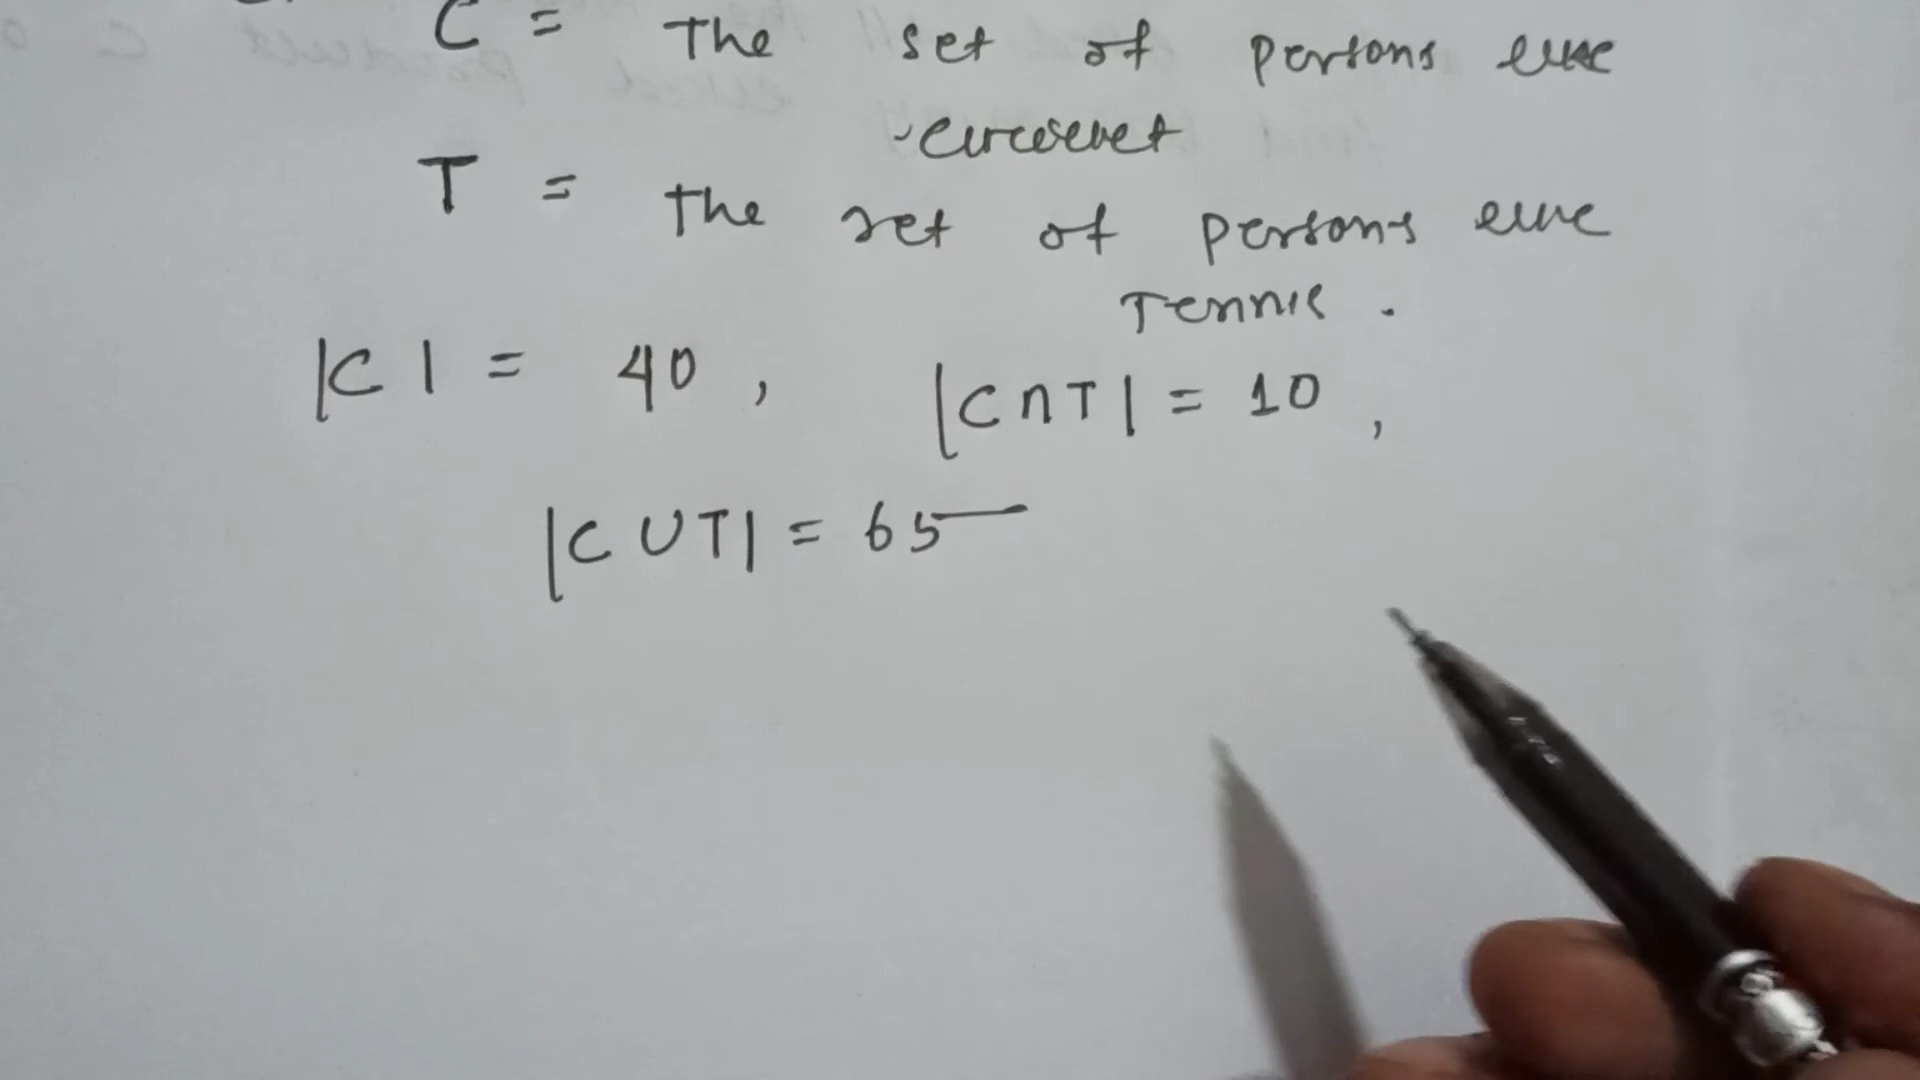 C = The set of persons like
cricket
T = The set of persons like
Tennis .
|C| = 40 , |C∩T| = 10 ,
|C∪T| = 65